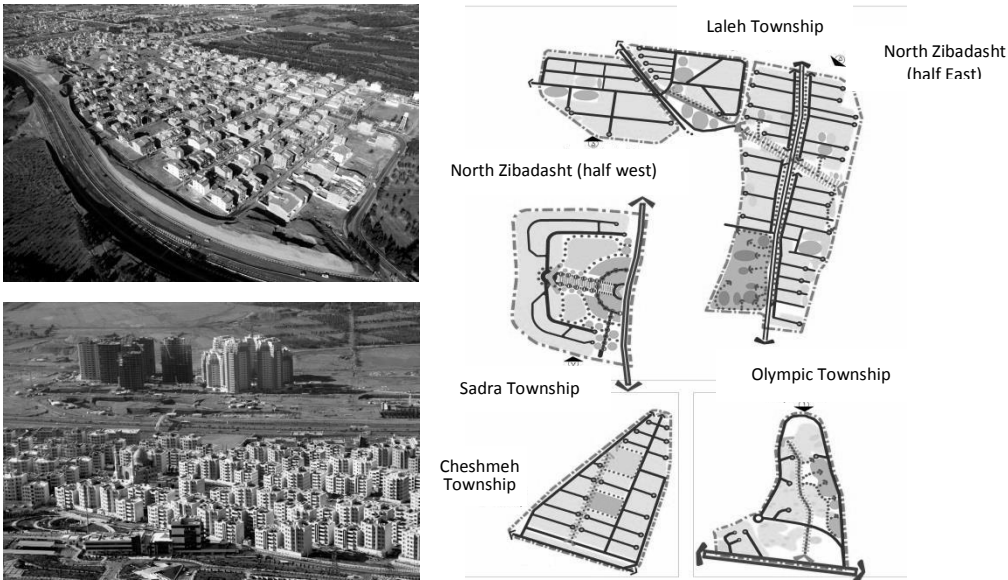 Laleh Township
North Zibadasht
(half East)
North Zibadasht (half west)
Sadra Township
Olympic Township
Cheshmeh
Township